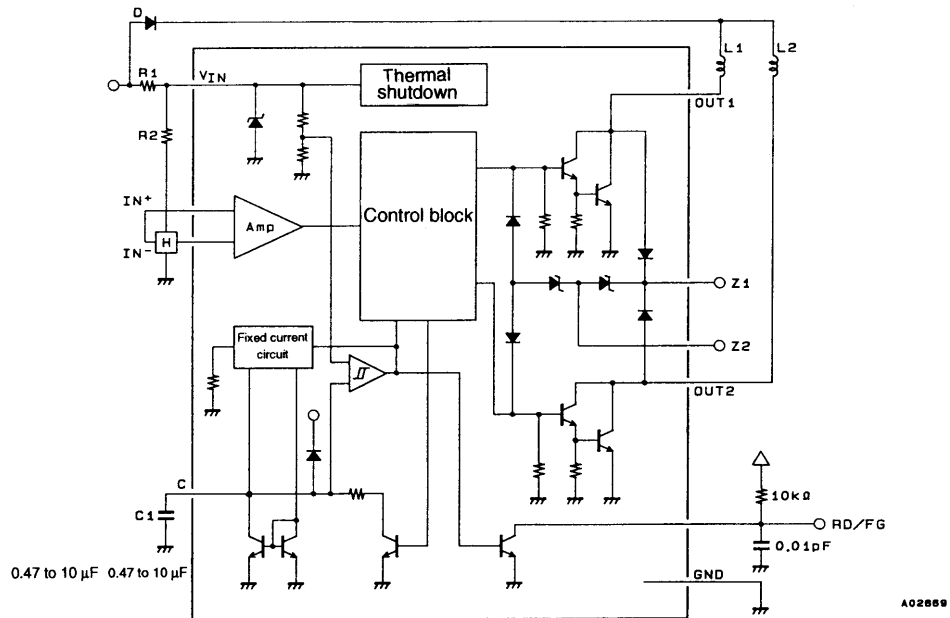 D
L1
L2
R1
VIN
Thermal
shutdown
OUT1
R2
IN+
Control block
Amp
IN-
H
Z1
Fixed current
circuit
Z2
OUT2
C
10kΩ
C1
RD/FG
0.01pF
0.47 to 10 µF 0.47 to 10 µF
GND
A02669